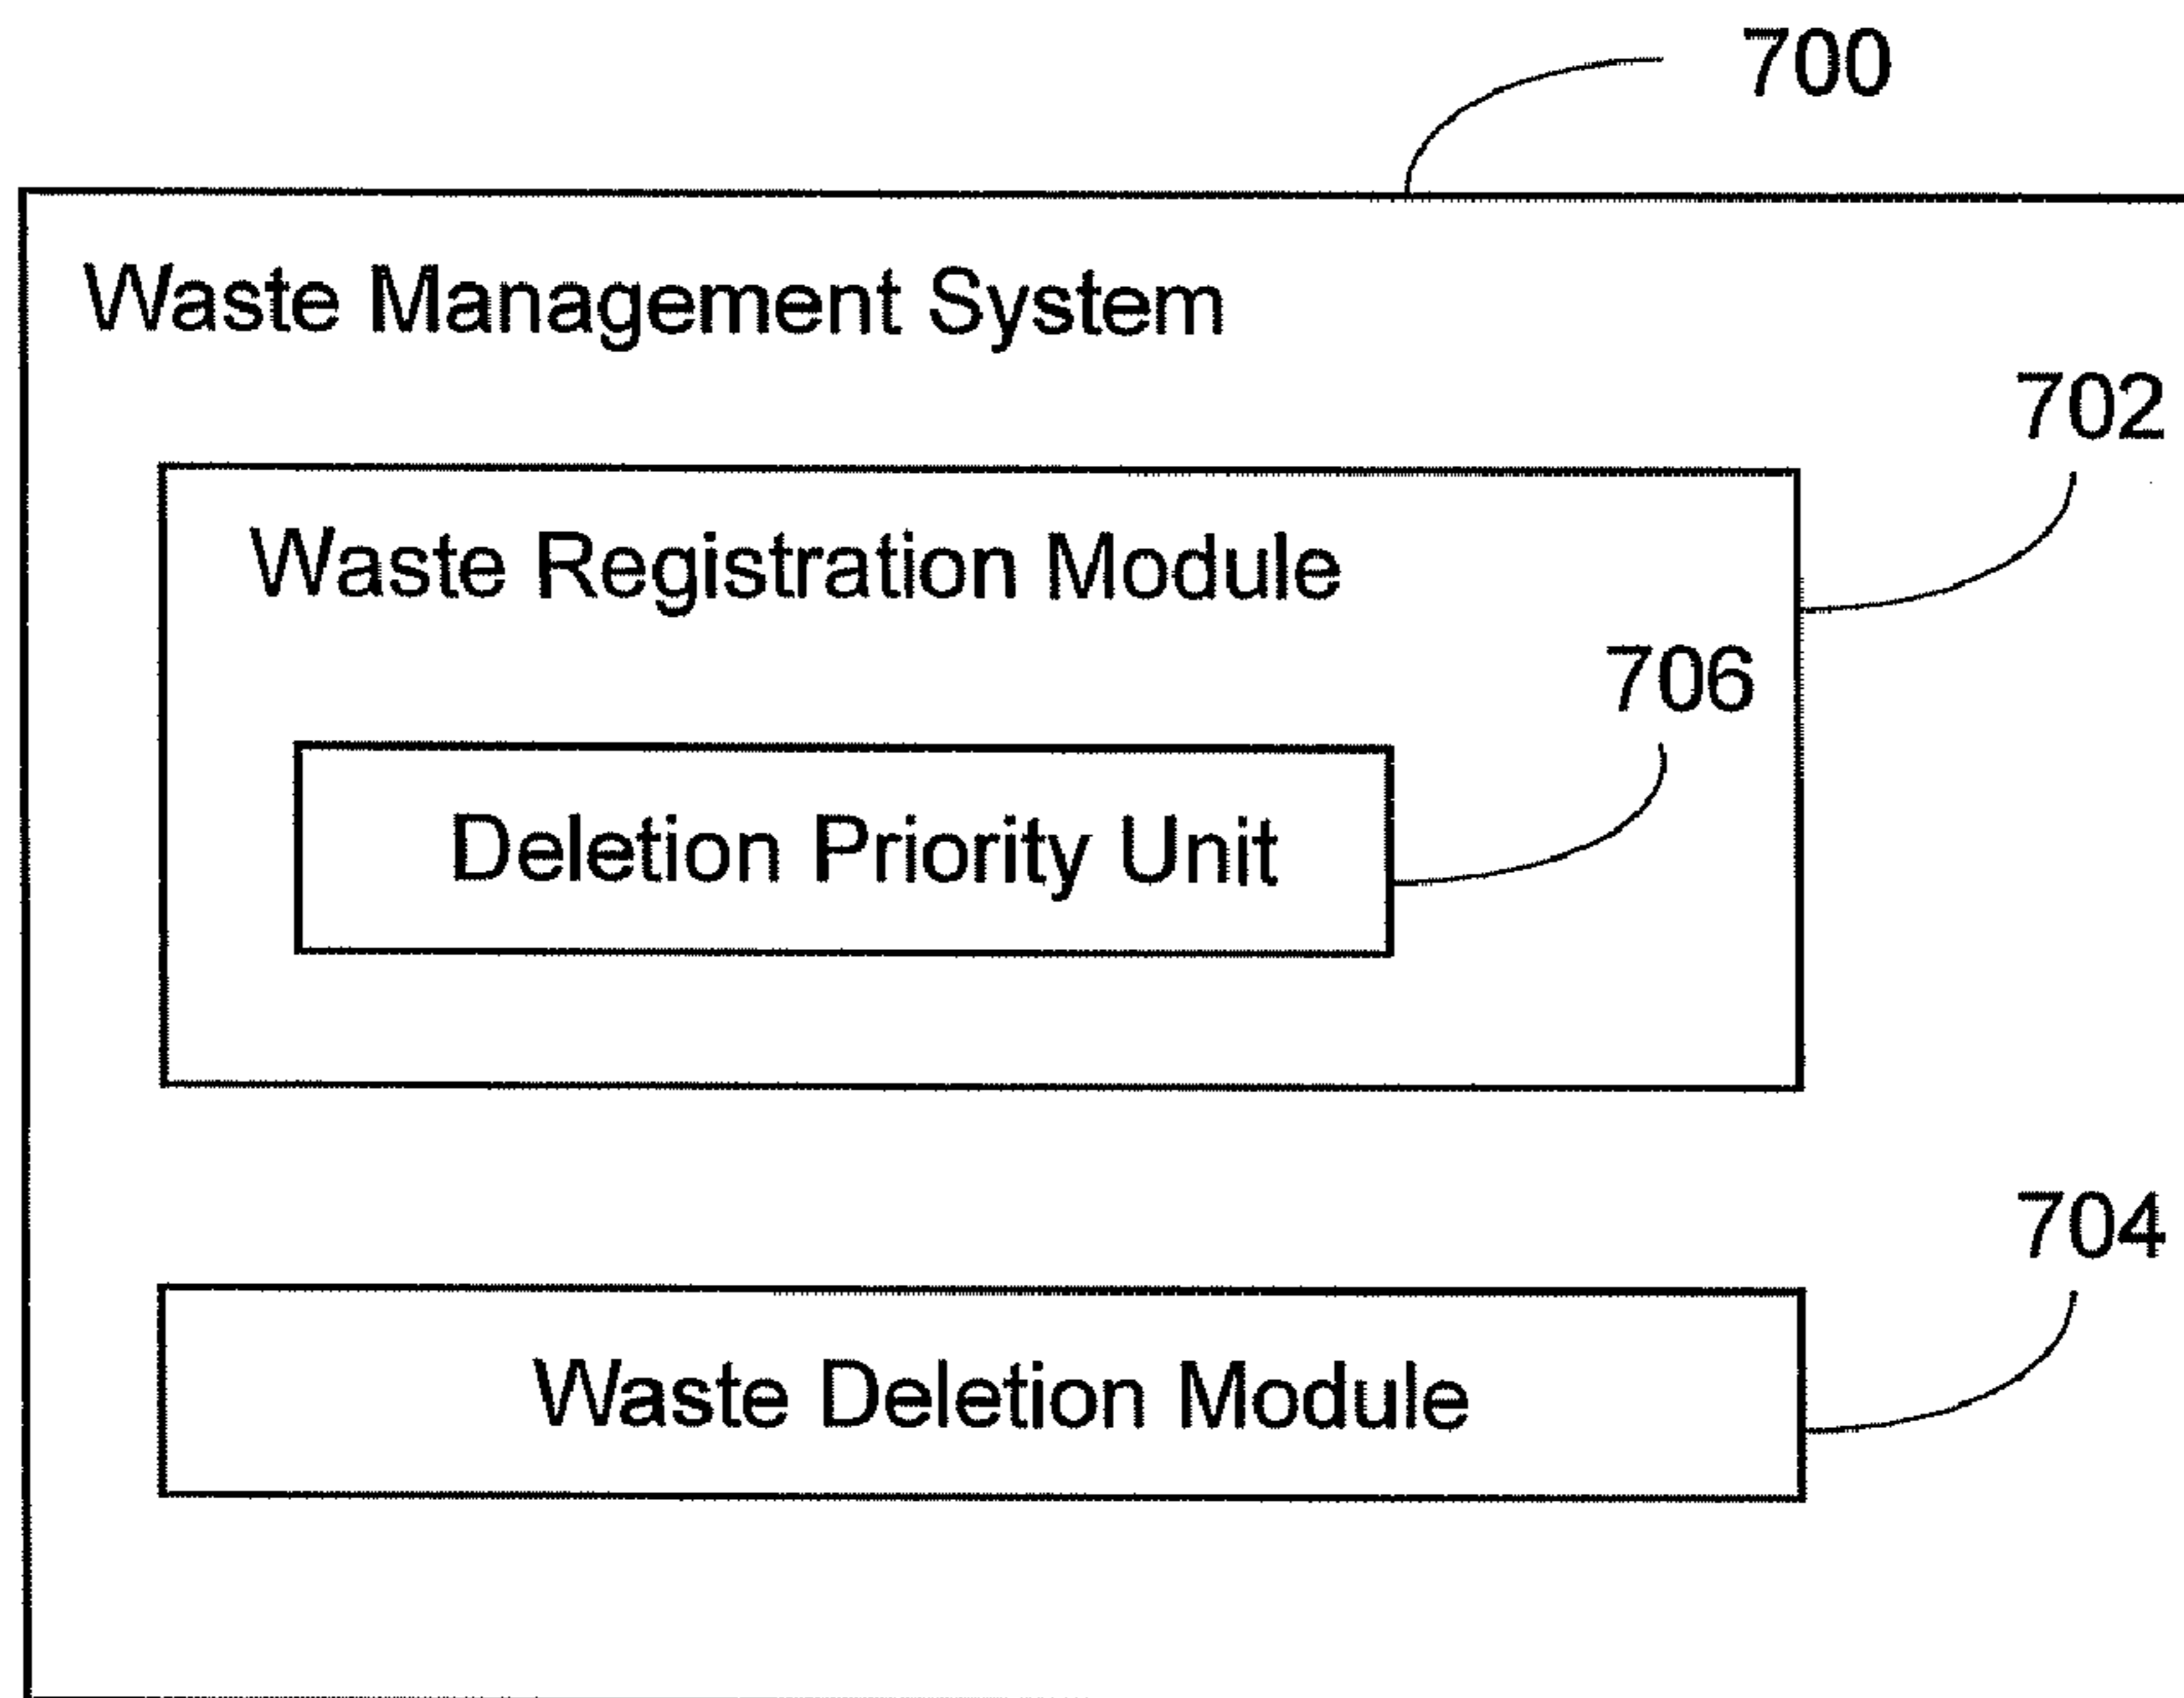 700
Waste Management System
702
Waste Registration Module
706
Deletion Priority Unit
704
Waste Deletion Module